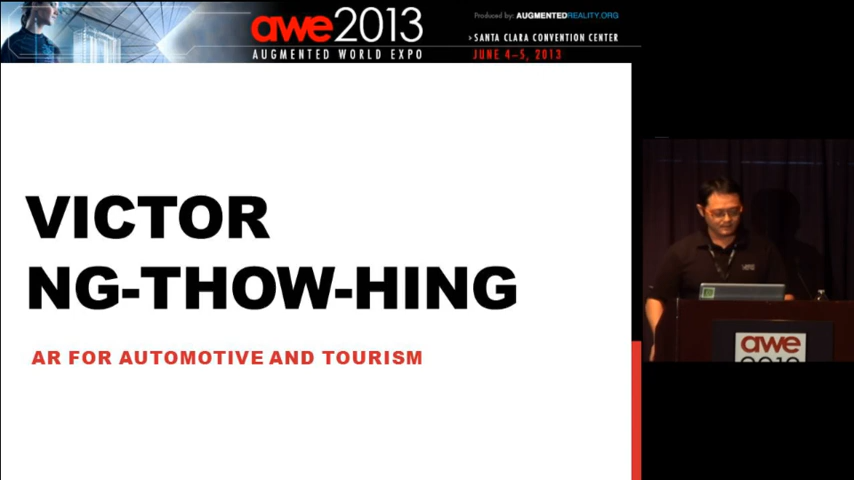 awe2013
AUGMENTED WORLD EXPO
Produced by: AUGMENTEDREALITY.ORG
› SANTA CLARA CONVENTION CENTER
JUNE 4–5, 2013
VICTOR
NG-THOW-HING
AR FOR AUTOMOTIVE AND TOURISM
awe
2013